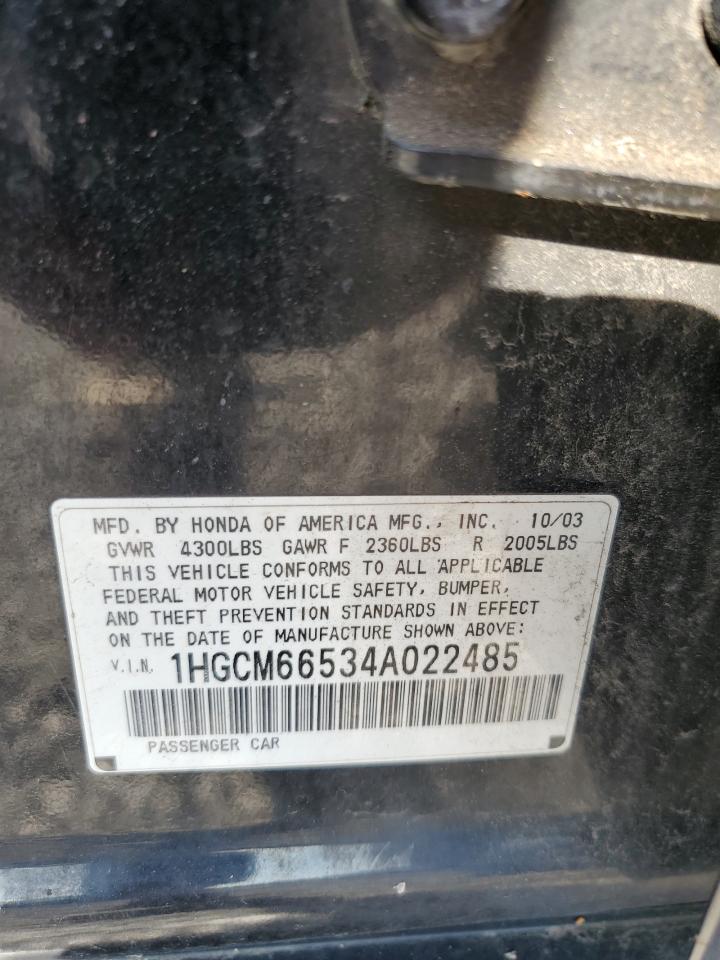 MFD. BY HONDA OF AMERICA MFG., INC. 10/03
GVWR 4300LBS GAWR F 2360LBS R 2005LBS
THIS VEHICLE CONFORMS TO ALL APPLICABLE
FEDERAL MOTOR VEHICLE SAFETY, BUMPER,
AND THEFT PREVENTION STANDARDS IN EFFECT
ON THE DATE OF MANUFACTURE SHOWN ABOVE:
V.I.N. 1HGCM66534A022485
PASSENGER CAR